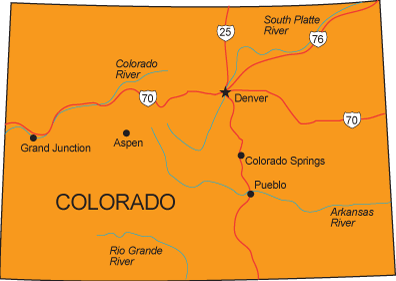 South Platte
River
25
76
Colorado
River
70
Denver
70
Grand Junction
Aspen
Colorado Springs
Pueblo
COLORADO
Arkansas
River
Rio Grande
River